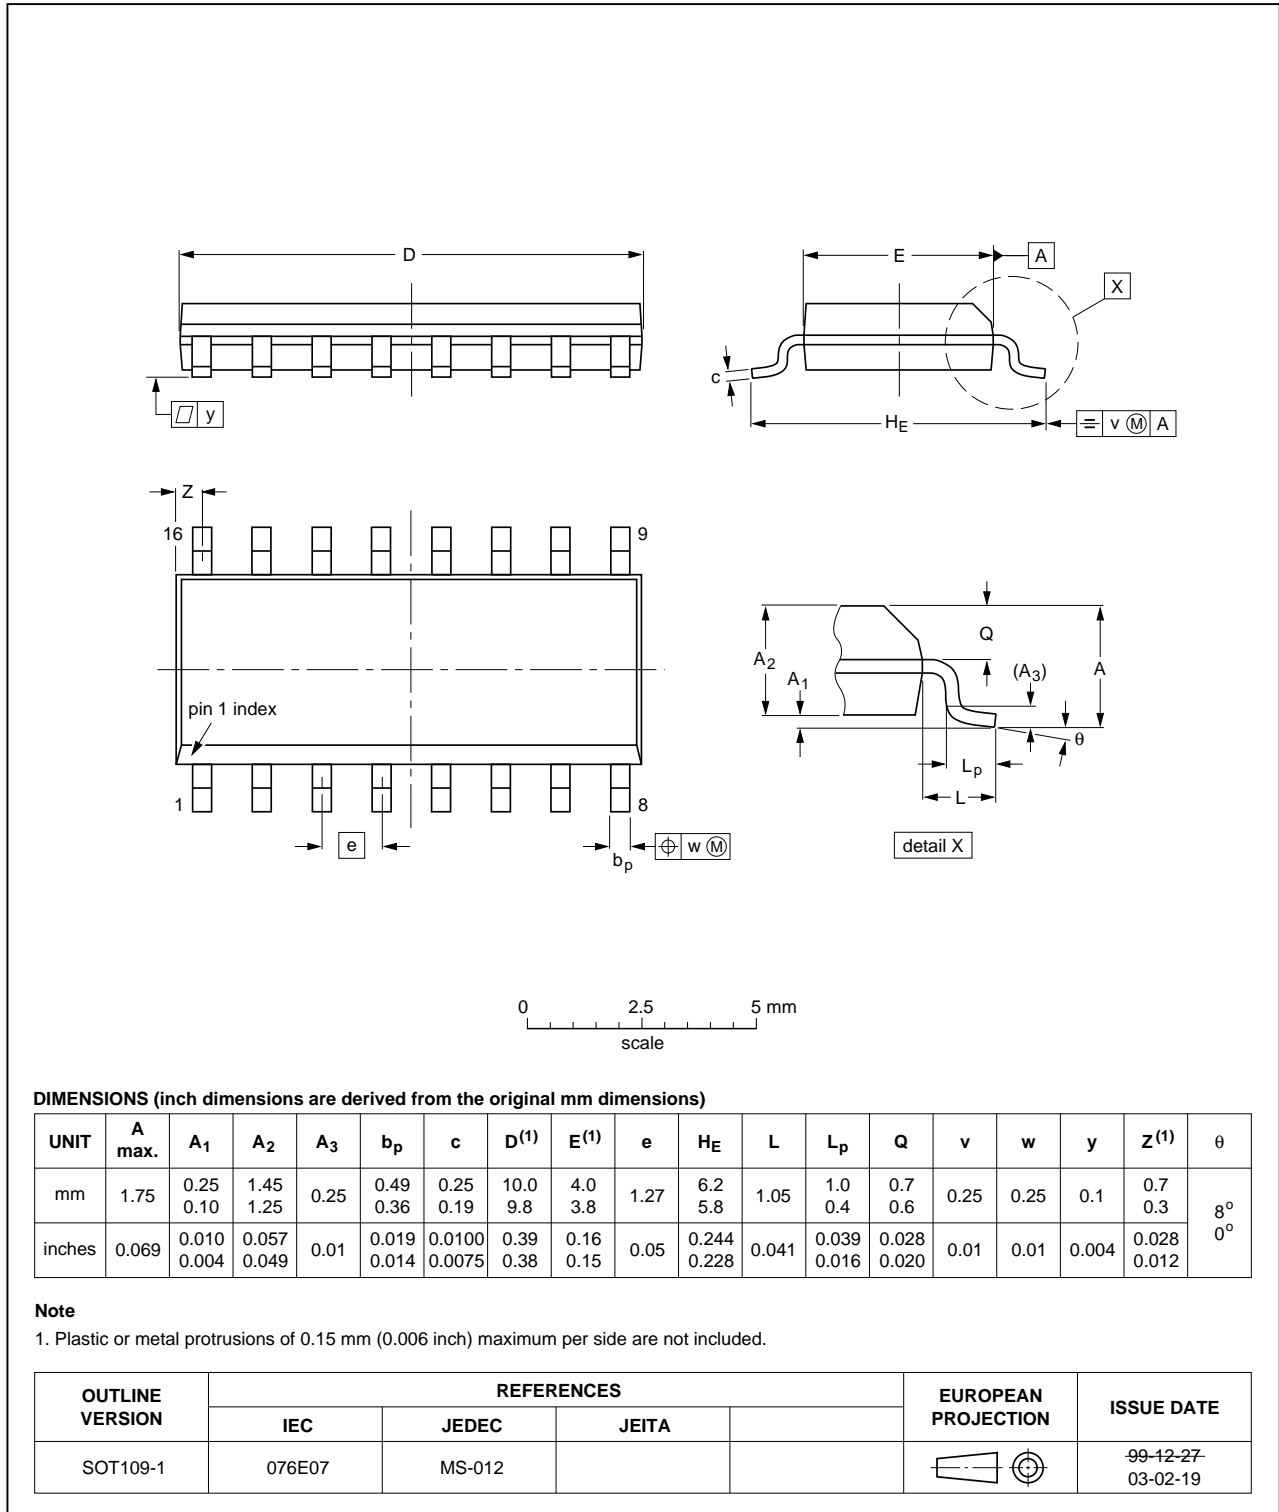 D
E
A
X
c
y
HE
v M A
Z
16
9
pin 1 index
1
8
e
bp
w M
A2
A1
Q
(A3)
A
θ
Lp
L
detail X
0 2.5 5 mm
scale
DIMENSIONS (inch dimensions are derived from the original mm dimensions)
UNIT A max. A1 A2 A3 bp c D(1) E(1) e HE L Lp Q v w y Z(1) θ
mm 1.75 0.25 0.10 1.45 1.25 0.25 0.49 0.36 0.25 0.19 10.0 9.8 4.0 3.8 1.27 6.2 5.8 1.05 1.0 0.4 0.7 0.6 0.25 0.25 0.1 0.7 0.3 8° 0°
inches 0.069 0.010 0.004 0.057 0.049 0.01 0.019 0.014 0.0100 0.0075 0.39 0.38 0.16 0.15 0.05 0.244 0.228 0.041 0.039 0.016 0.028 0.020 0.01 0.01 0.004 0.028 0.012
Note
1. Plastic or metal protrusions of 0.15 mm (0.006 inch) maximum per side are not included.
OUTLINE VERSION REFERENCES EUROPEAN PROJECTION ISSUE DATE
IEC JEDEC JEITA
SOT109-1 076E07 MS-012 99-12-27
03-02-19